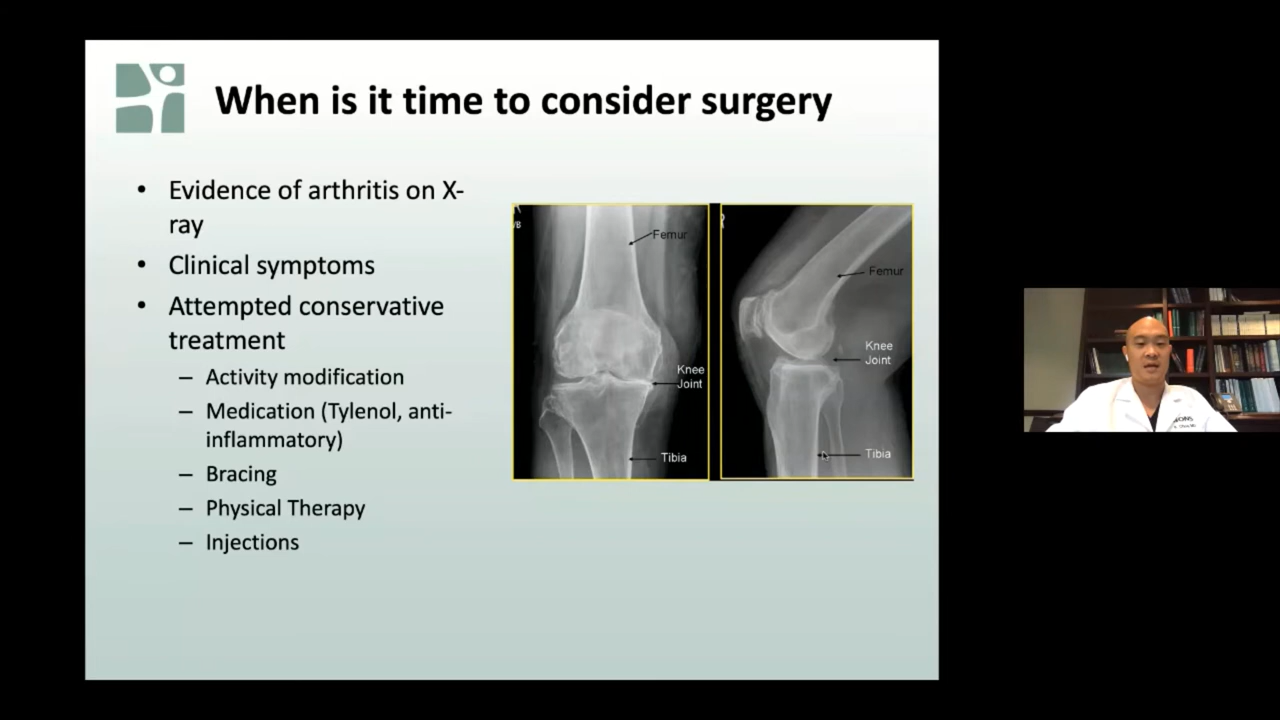 When is it time to consider surgery
• Evidence of arthritis on X-
ray
• Clinical symptoms
• Attempted conservative
treatment
– Activity modification
– Medication (Tylenol, anti-
inflammatory)
– Bracing
– Physical Therapy
– Injections
Femur
Knee
Joint
Tibia
Femur
Knee
Joint
Tibia